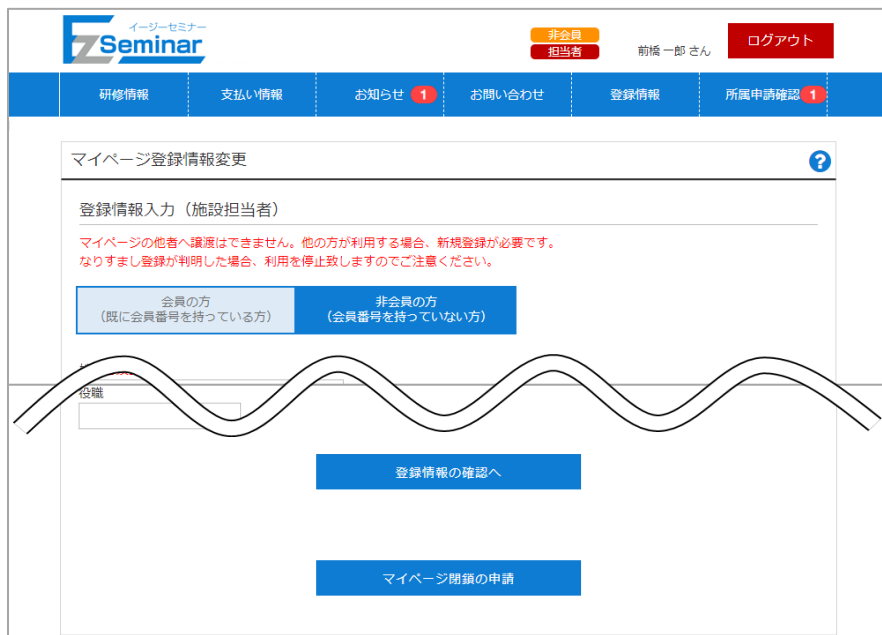 イージーセミナー
EzSeminar
非会員
担当者
前橋 一郎 さん
ログアウト
研修情報
支払い情報
お知らせ 1
お問い合わせ
登録情報
所属申請確認 1
マイページ登録情報変更
?
登録情報入力（施設担当者）
マイページの他者へ譲渡はできません。他の方が利用する場合、新規登録が必要です。
なりすまし登録が判明した場合、利用を停止致しますのでご注意ください。
会員の方
（既に会員番号を持っている方）
非会員の方
（会員番号を持っていない方）
役職
登録情報の確認へ
マイページ閉鎖の申請